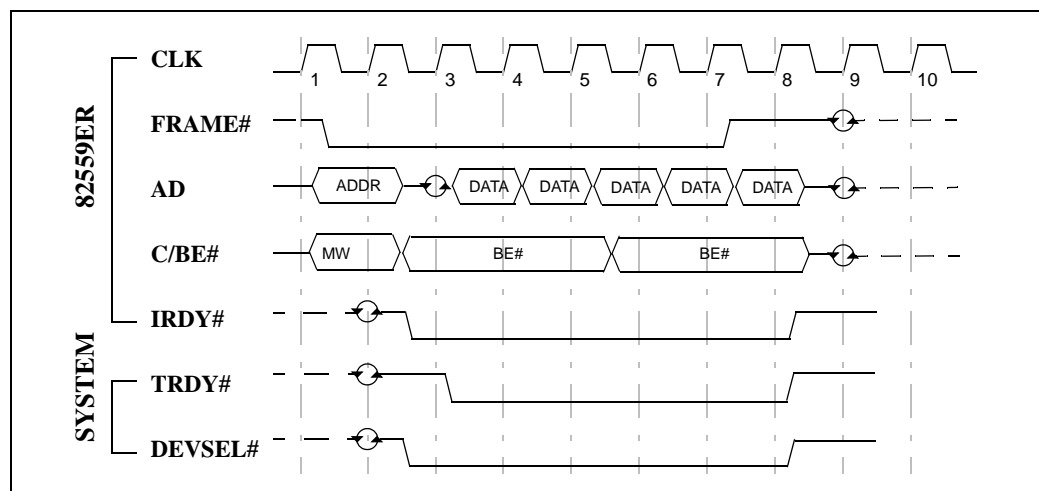 82559ER
SYSTEM
CLK
1 2 3 4 5 6 7 8 9 10
FRAME#
AD
ADDR DATA DATA DATA DATA DATA
C/BE#
MW BE# BE#
IRDY#
TRDY#
DEVSEL#